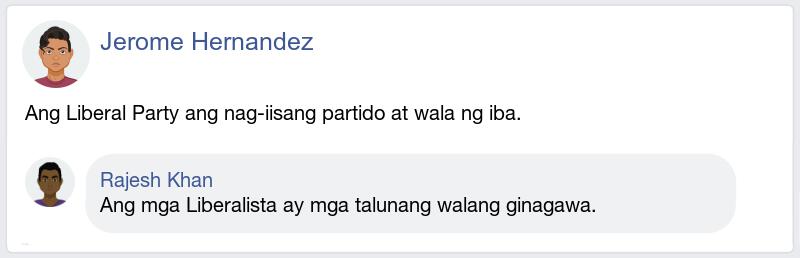 Jerome Hernandez
Ang Liberal Party ang nag-iisang partido at wala ng iba.
Rajesh Khan
Ang mga Liberalista ay mga talunang walang ginagawa.